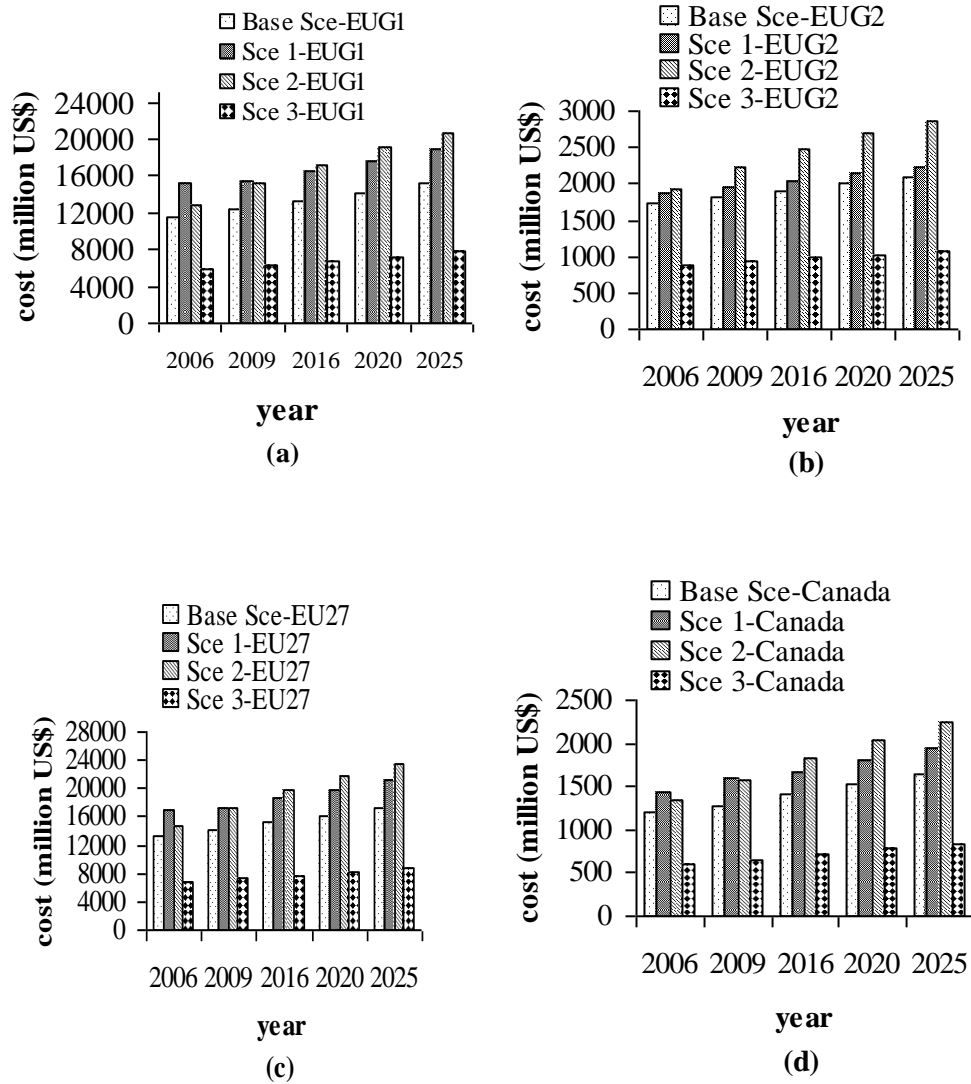 Base Sce-EUG1
Sce 1-EUG1
Sce 2-EUG1
Sce 3-EUG1
24000
20000
16000
12000
8000
4000
0
cost (million US$)
2006 2009 2016 2020 2025
year
(a)
Base Sce-EUG2
Sce 1-EUG2
Sce 2-EUG2
Sce 3-EUG2
3000
2500
2000
1500
1000
500
0
cost (million US$)
2006 2009 2016 2020 2025
year
(b)
Base Sce-EU27
Sce 1-EU27
Sce 2-EU27
Sce 3-EU27
28000
24000
20000
16000
12000
8000
4000
0
cost (million US$)
2006 2009 2016 2020 2025
year
(c)
Base Sce-Canada
Sce 1-Canada
Sce 2-Canada
Sce 3-Canada
2500
2000
1500
1000
500
0
cost (million US$)
2006 2009 2016 2020 2025
year
(d)